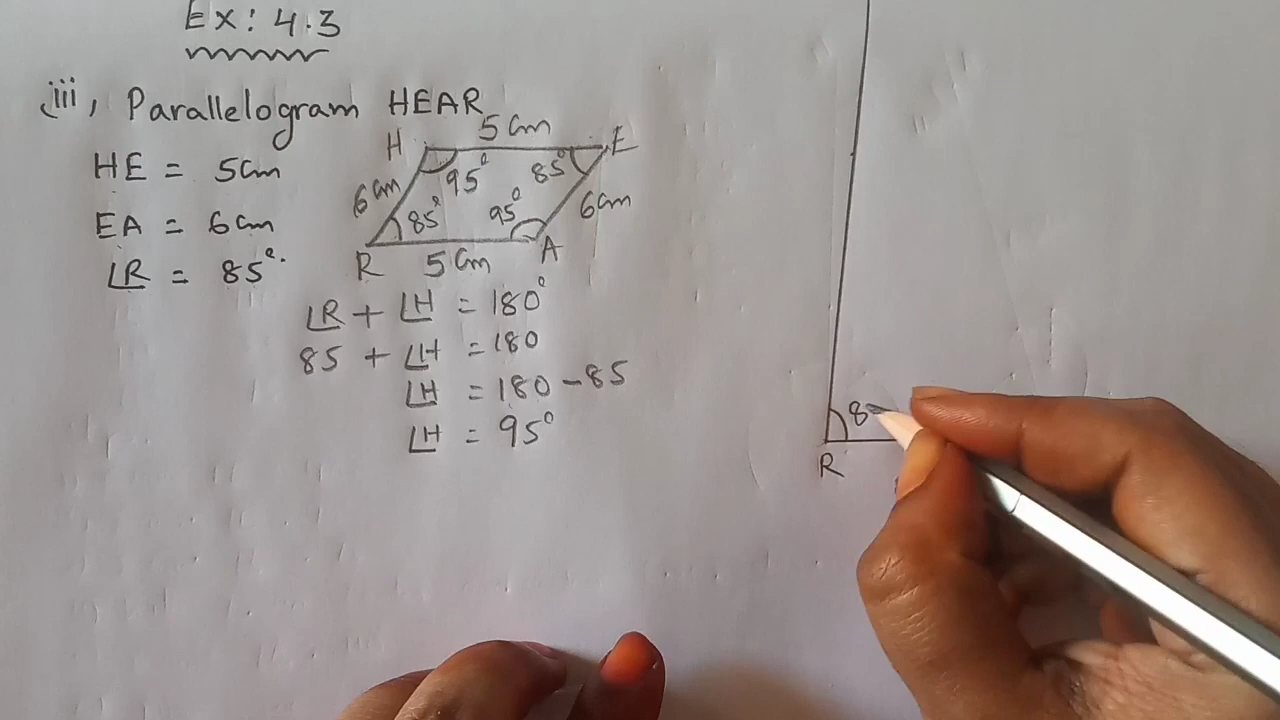 EX: 4.3
iii, Parallelogram HEAR
HE = 5cm
EA = 6cm
∠R = 85°.
H 5cm E
6cm 95° 85° 6cm
85° 95°
R 5cm A
∠R + ∠H = 180°
85 + ∠H = 180
∠H = 180 - 85
∠H = 95°
8
R